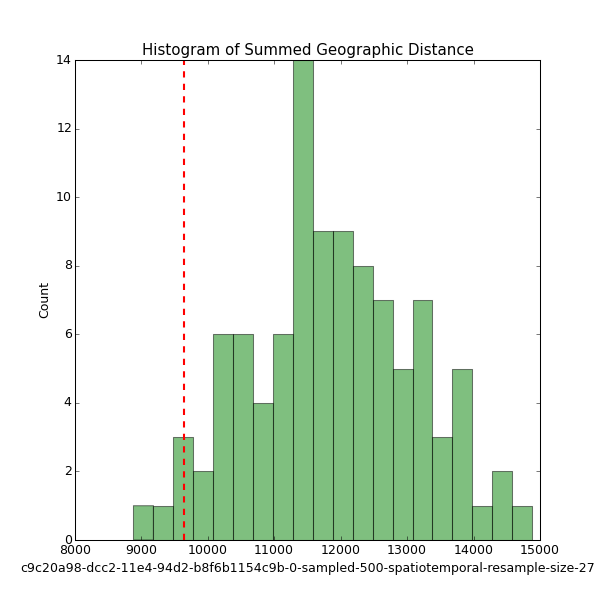 Histogram of Summed Geographic Distance
14
12
10
8
6
4
2
0
Count
8000 9000 10000 11000 12000 13000 14000 15000
c9c20a98-dcc2-11e4-94d2-b8f6b1154c9b-0-sampled-500-spatiotemporal-resample-size-27